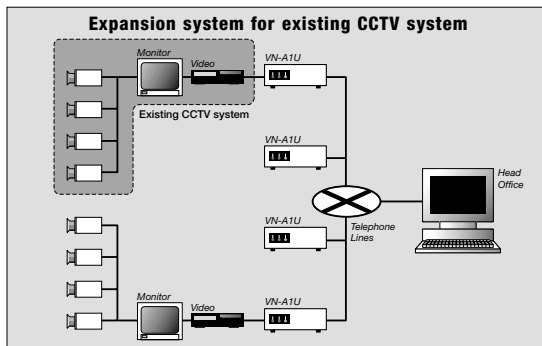 Expansion system for existing CCTV system
Monitor
Video
VN-A1U
Existing CCTV system
VN-A1U
Head
Office
VN-A1U
Telephone
Lines
Monitor
Video
VN-A1U